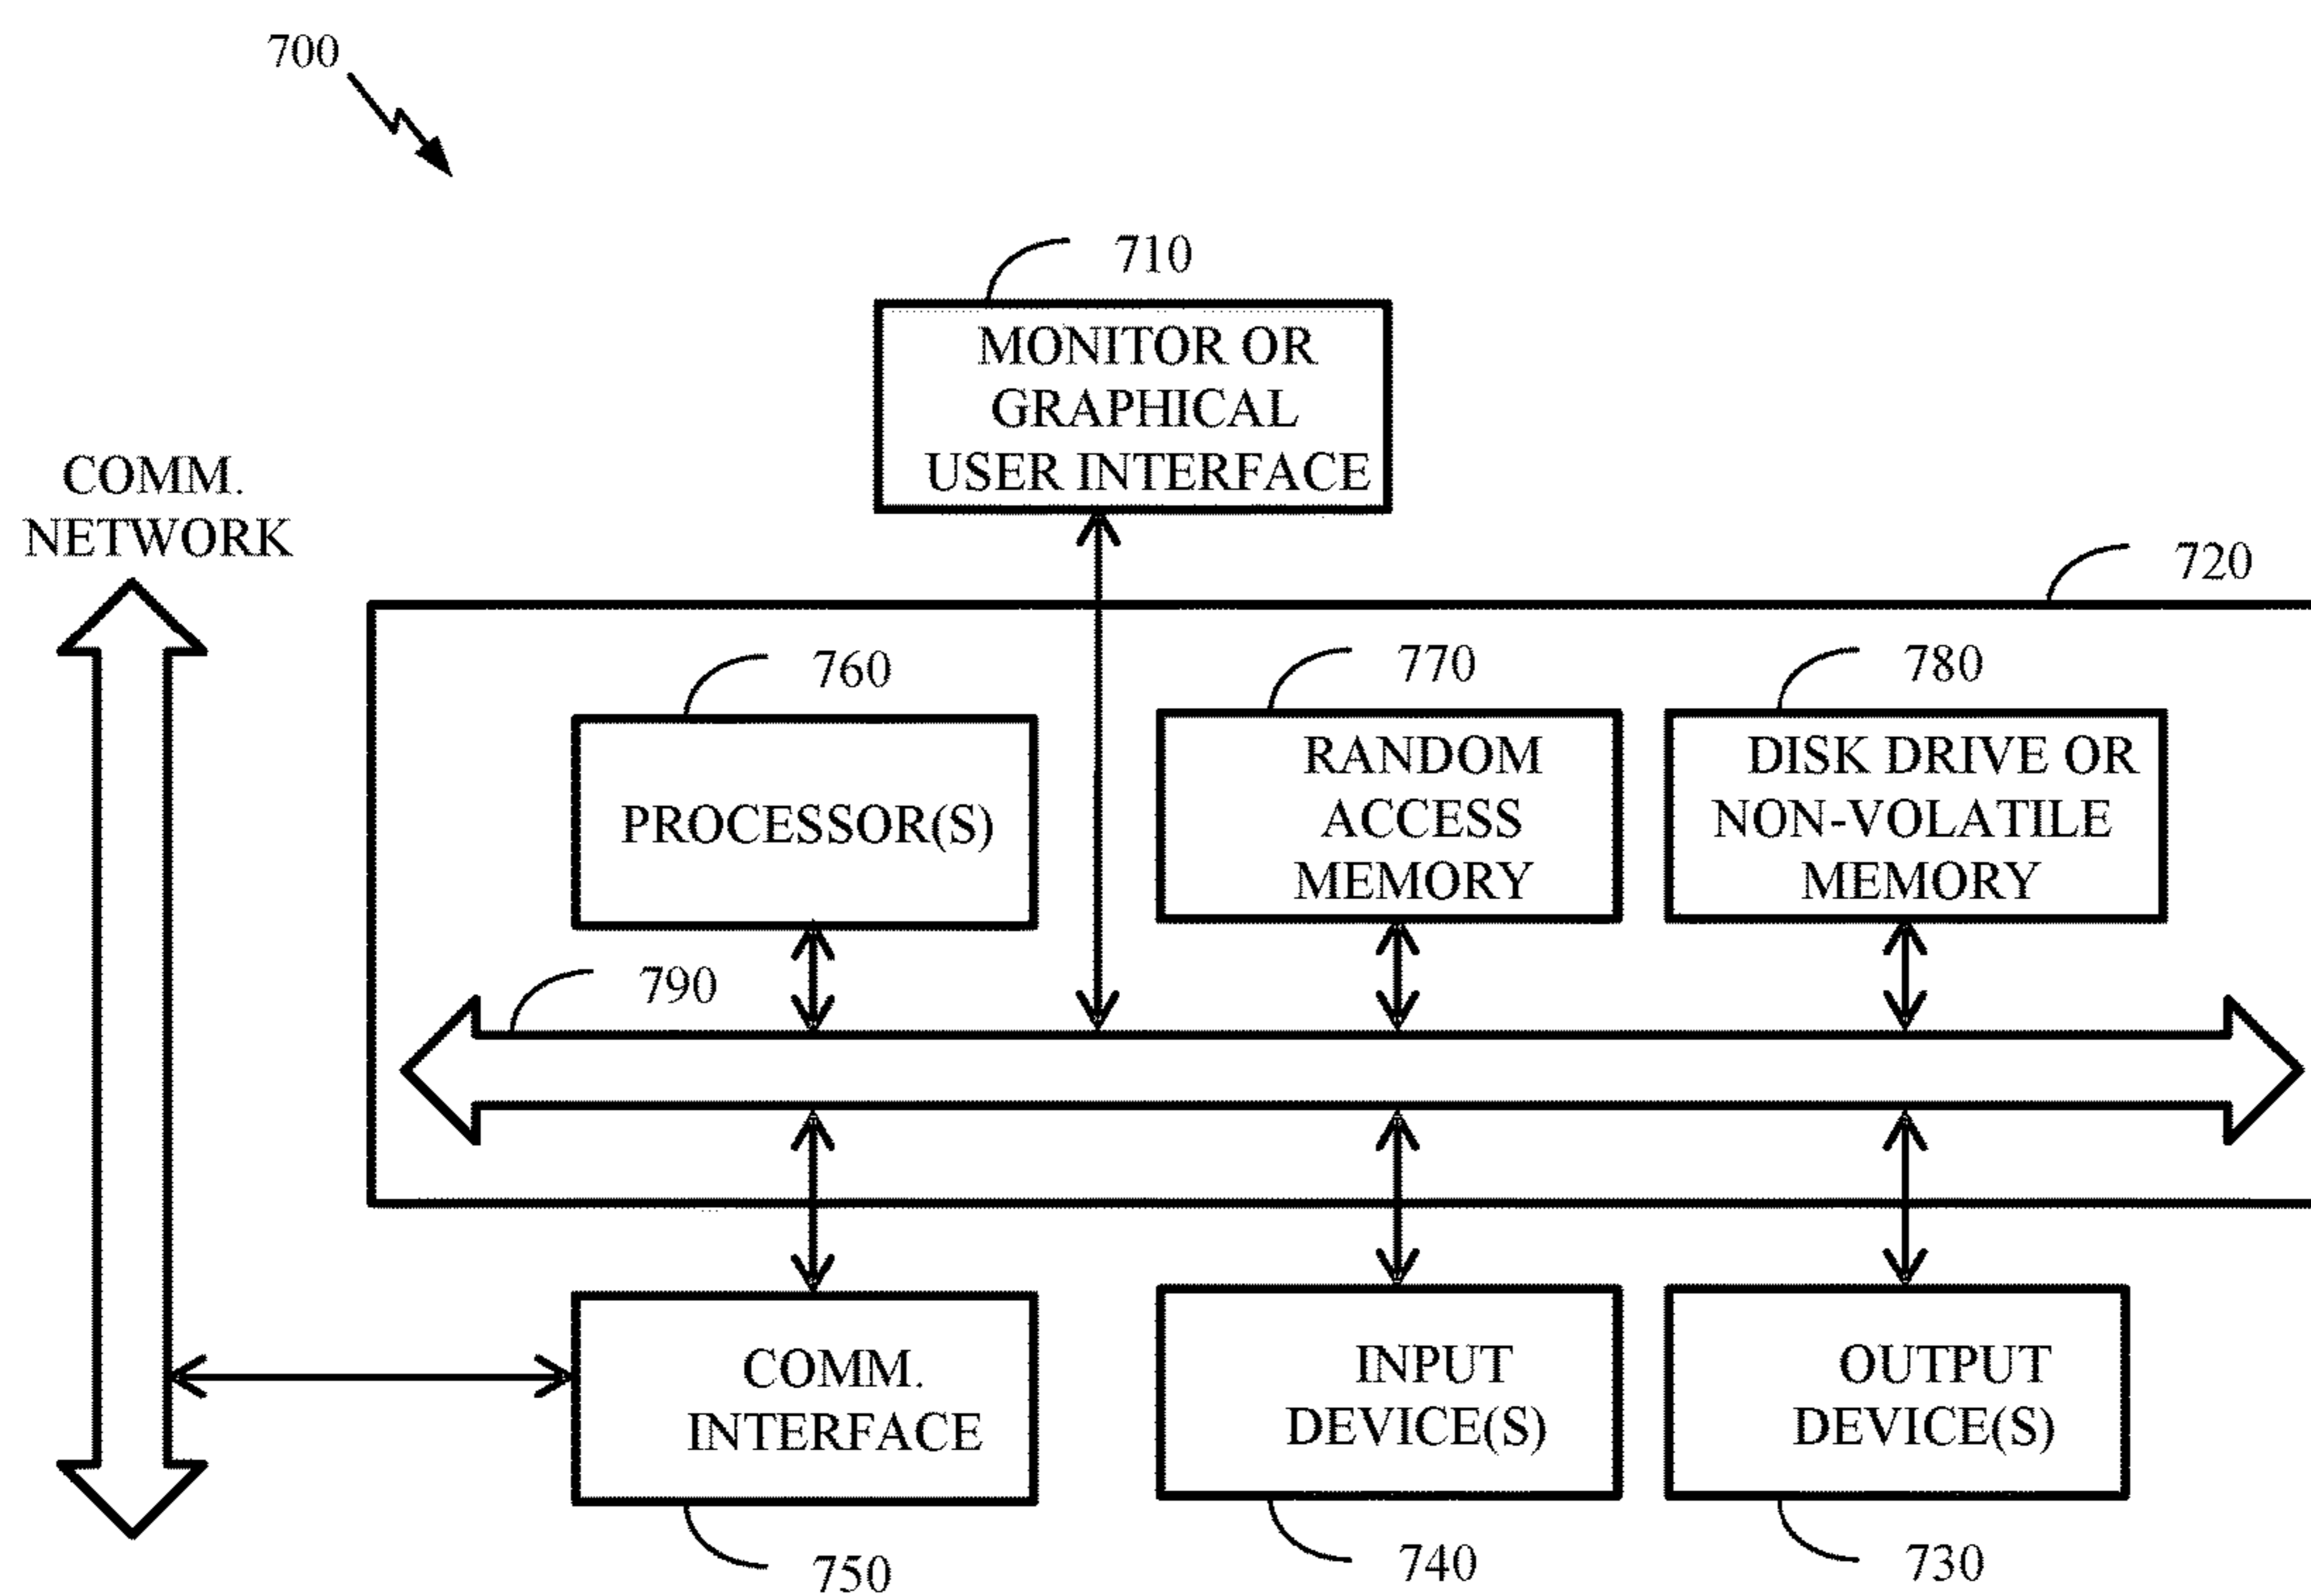 700
710
MONITOR OR
GRAPHICAL
USER INTERFACE
COMM.
NETWORK
720
760
PROCESSOR(S)
770
RANDOM
ACCESS
MEMORY
780
DISK DRIVE OR
NON-VOLATILE
MEMORY
790
COMM.
INTERFACE
750
INPUT
DEVICE(S)
740
OUTPUT
DEVICE(S)
730